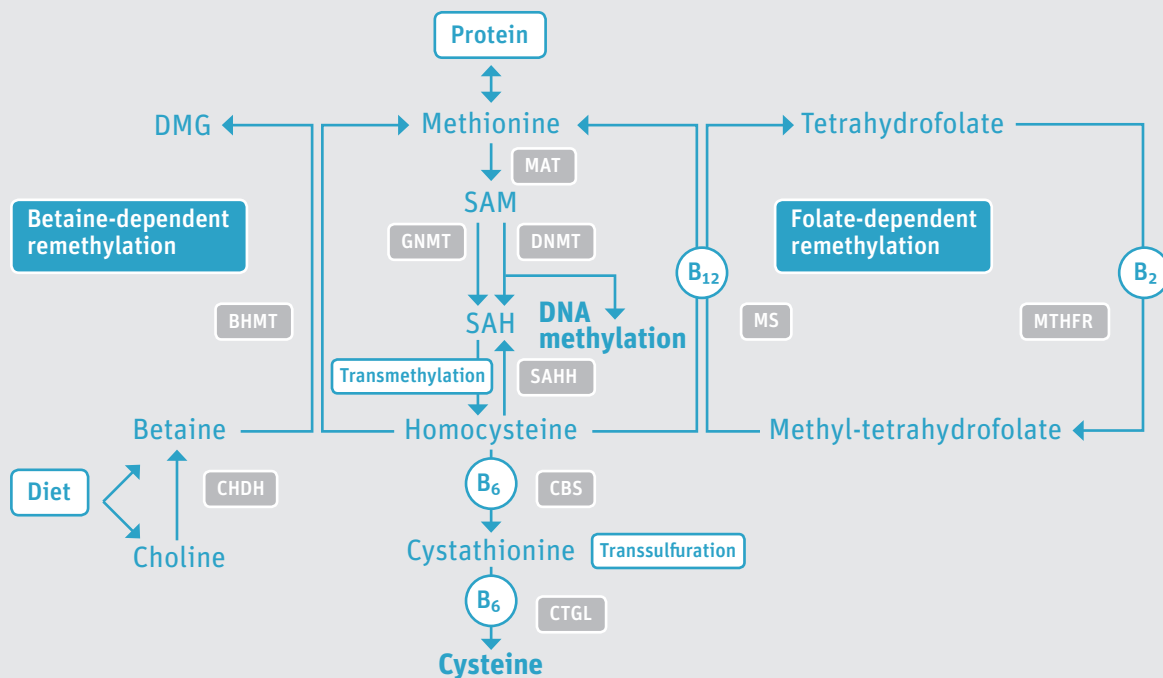 Protein
DMG
Methionine
Tetrahydrofolate
MAT
SAM
Betaine-dependent
remethylation
GNMT
DNMT
Folate-dependent
remethylation
B₁₂
B₂
BHMT
SAH
DNA
methylation
MS
MTHFR
Transmethylation
SAHH
Betaine
Homocysteine
Methyl-tetrahydrofolate
Diet
CHDH
B₆
CBS
Choline
Cystathionine
Transsulfuration
B₆
CTGL
Cysteine